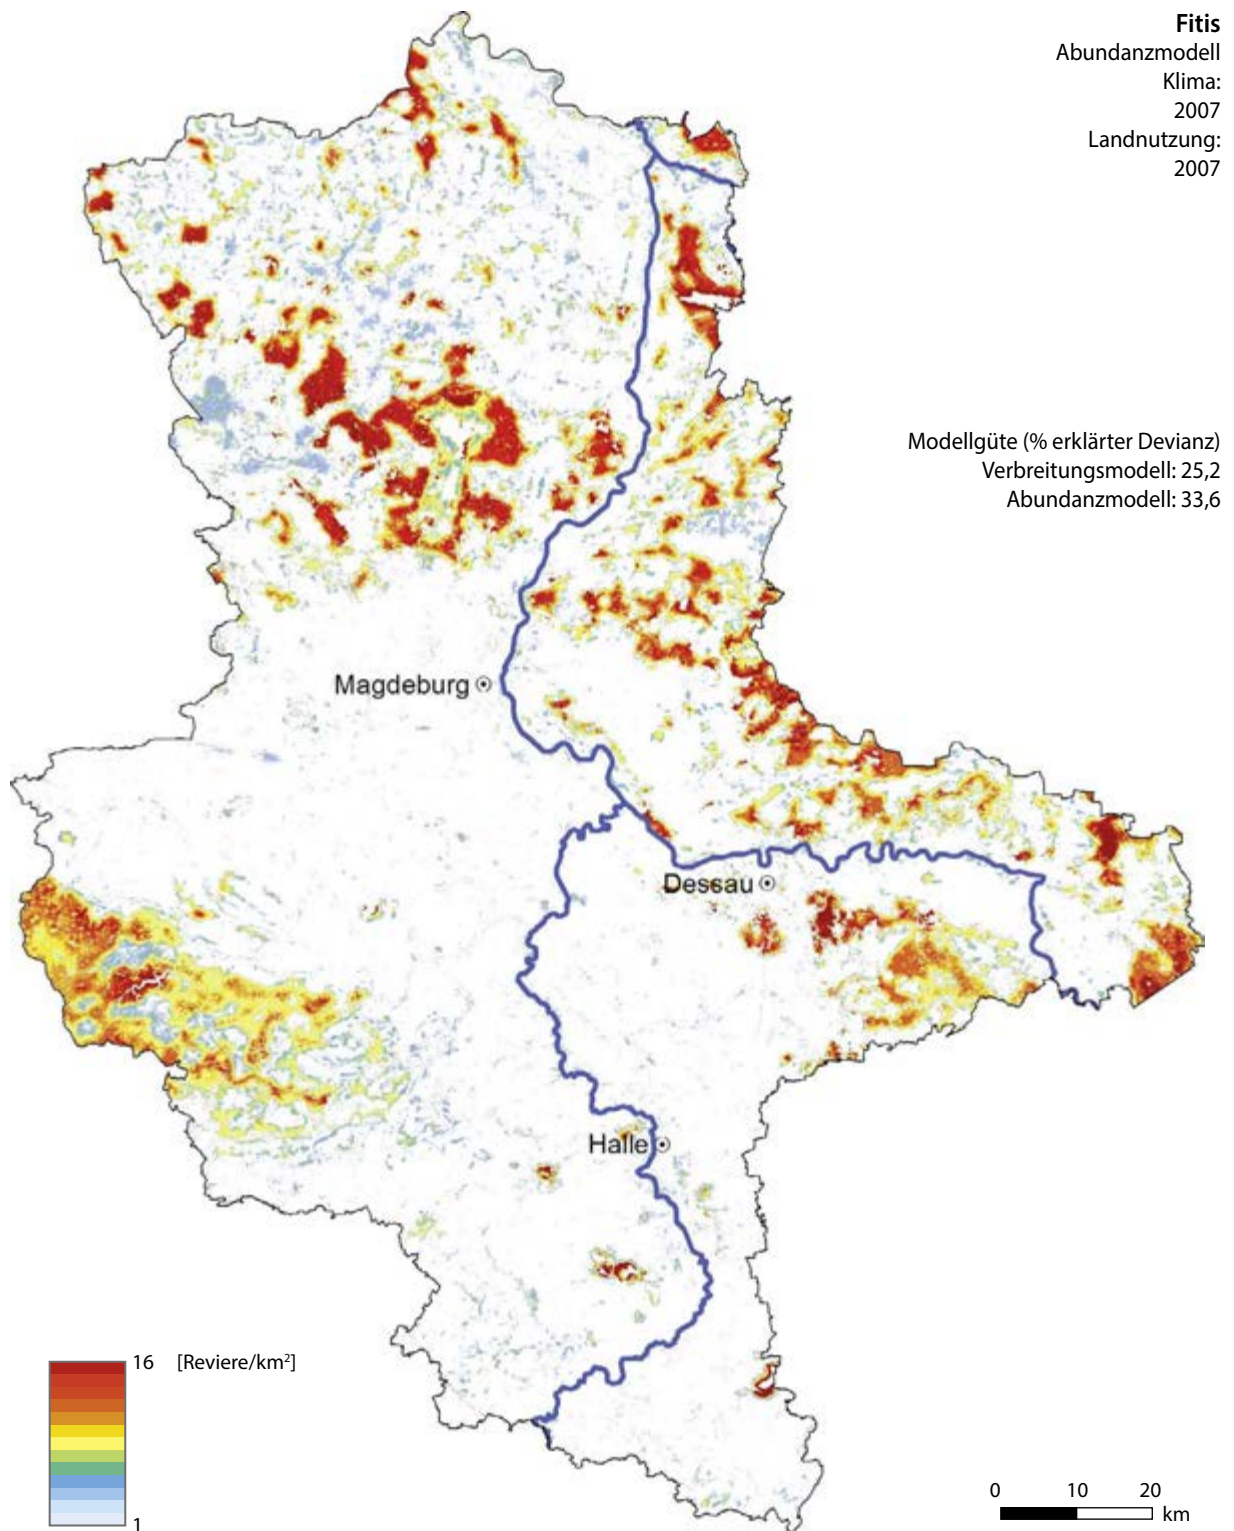 Fitis
Abundanzmodell
Klima:
2007
Landnutzung:
2007
Modellgüte (% erklärter Devianz)
Verbreitungsmodell: 25,2
Abundanzmodell: 33,6
Magdeburg
Dessau
Halle
16 [Reviere/km²]
1
0 10 20
km